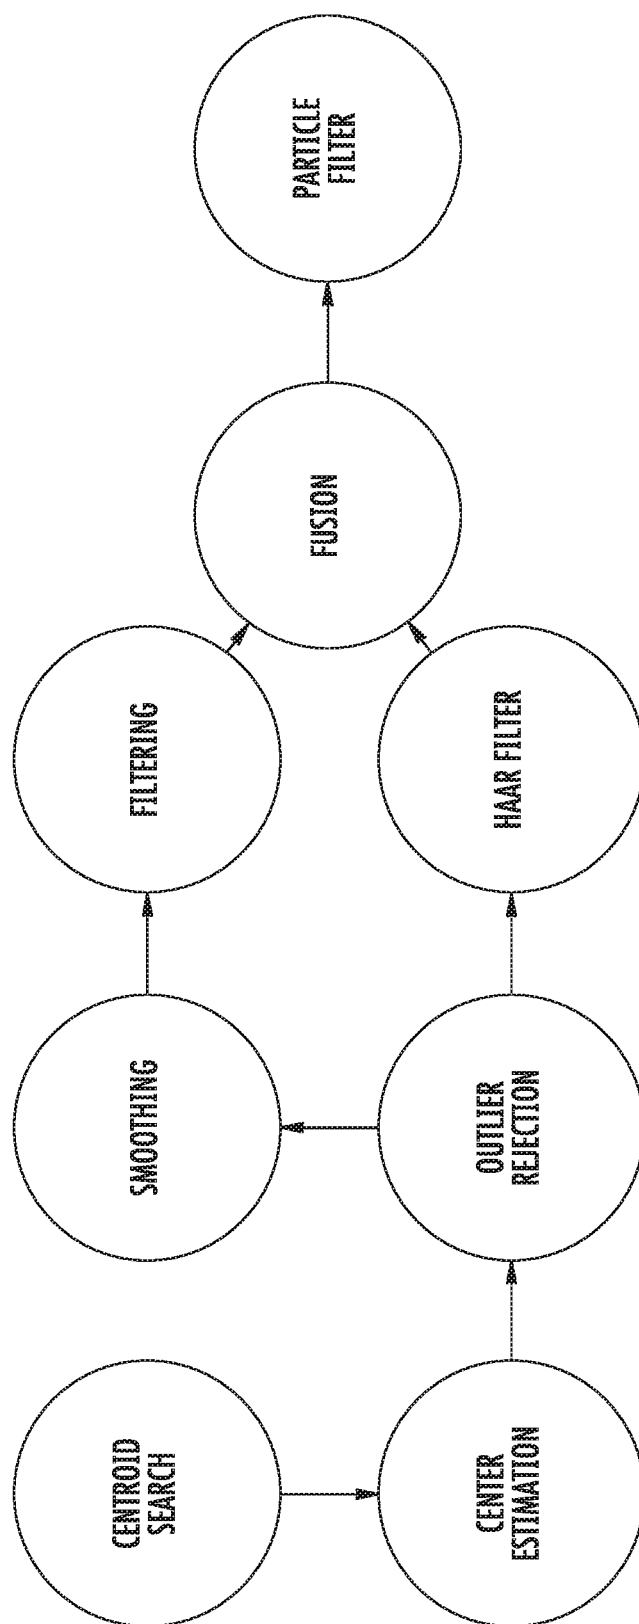 CENTROID
SEARCH
CENTER
ESTIMATION
OUTLIER
REJECTION
SMOOTHING
FILTERING
HAAR FILTER
FUSION
PARTICLE
FILTER